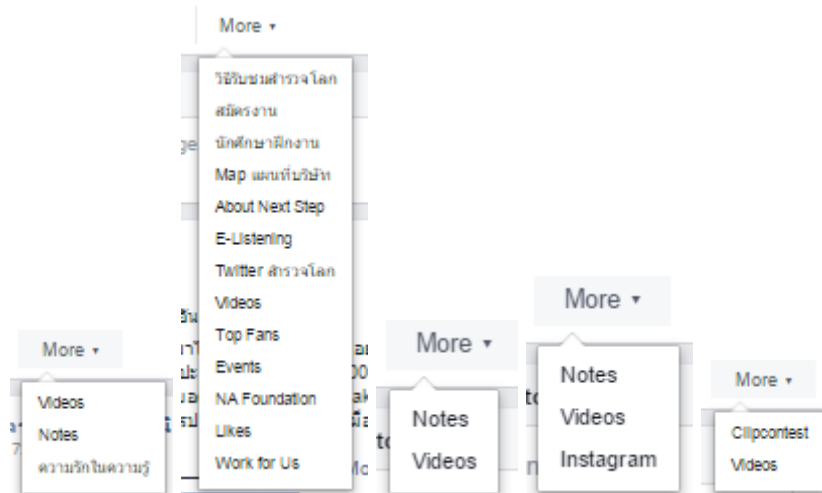 More
Videos
Notes
ความรักในความรู้
More
วิธีรับชมสำรวจโลก
สมัครงาน
นักศึกษาฝึกงาน
Map แผนที่บริษัท
About Next Step
E-Listening
Twitter สำรวจโลก
Videos
Top Fans
Events
NA Foundation
Likes
Work for Us
More
Notes
Videos
More
Notes
Videos
Instagram
More
Clipcontest
Videos